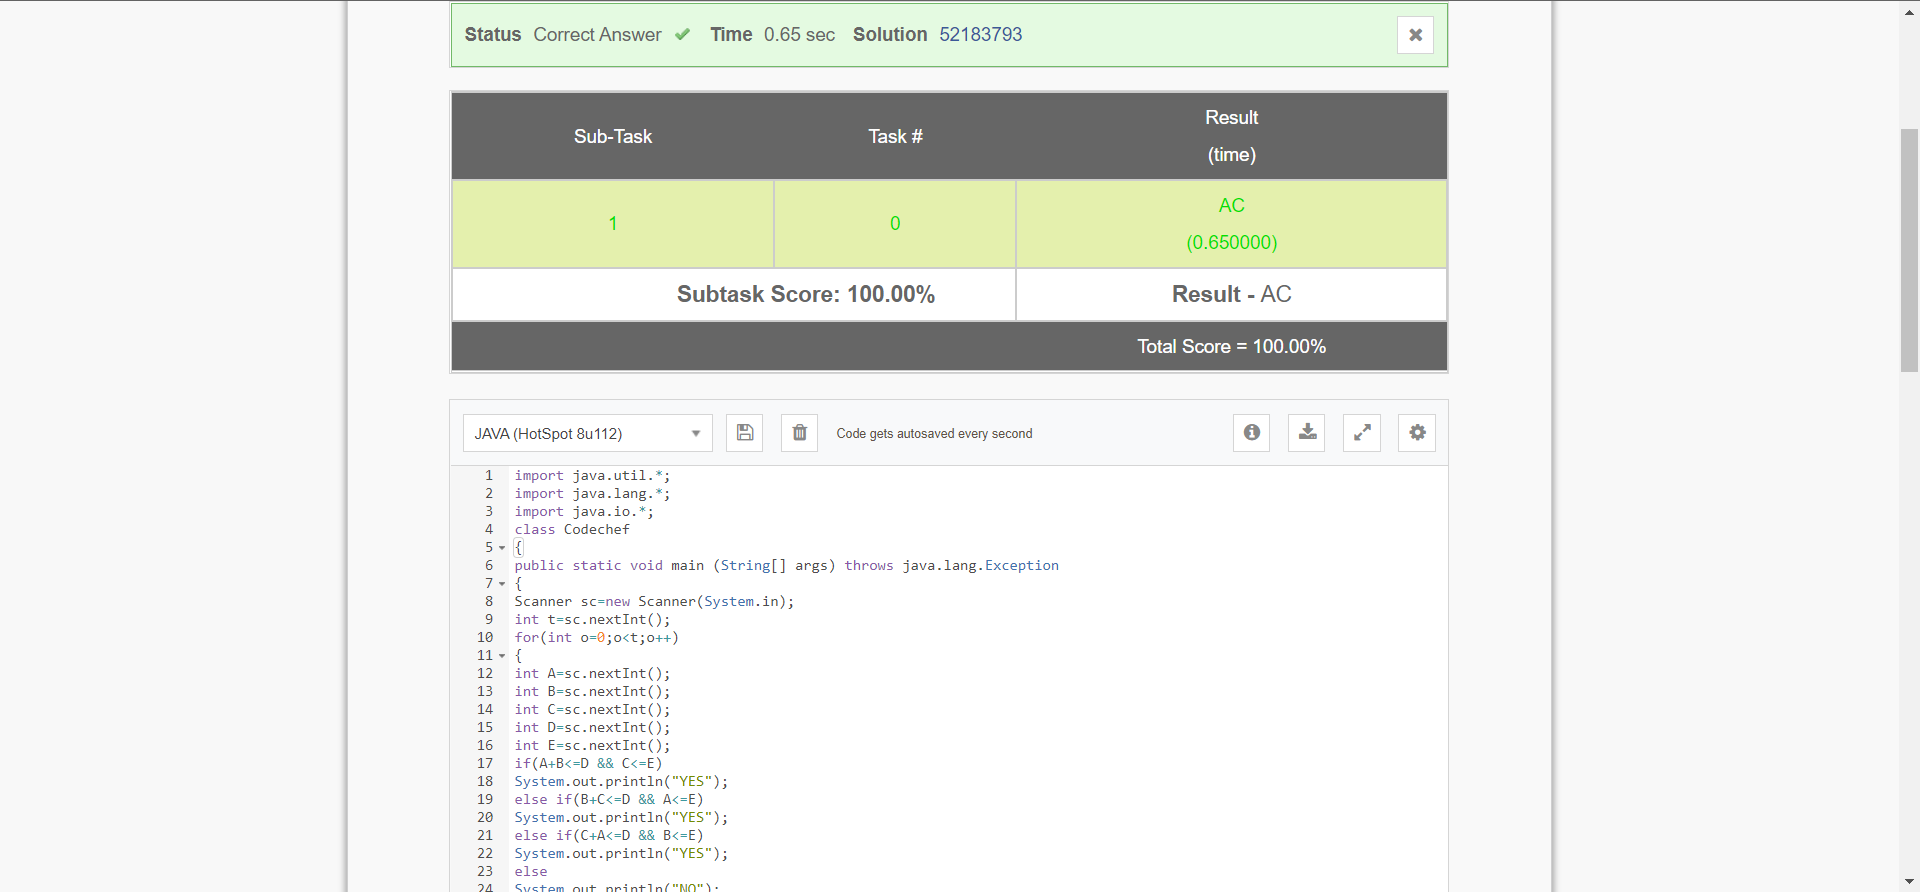 Status Correct Answer Time 0.65 sec Solution 52183793
Sub-Task Task # Result
(time)
1 0 AC
(0.650000)
Subtask Score: 100.00% Result - AC
Total Score = 100.00%
JAVA (HotSpot 8u112) Code gets autosaved every second
1 import java.util.*;
2 import java.lang.*;
3 import java.io.*;
4 class Codechef
5 {
6 public static void main (String[] args) throws java.lang.Exception
7 {
8 Scanner sc=new Scanner(System.in);
9 int t=sc.nextInt();
10 for(int o=0;o<t;o++)
11 {
12 int A=sc.nextInt();
13 int B=sc.nextInt();
14 int C=sc.nextInt();
15 int D=sc.nextInt();
16 int E=sc.nextInt();
17 if(A+B<=D && C<=E)
18 System.out.println("YES");
19 else if(B+C<=D && A<=E)
20 System.out.println("YES");
21 else if(C+A<=D && B<=E)
22 System.out.println("YES");
23 else
24 System.out.println("NO");